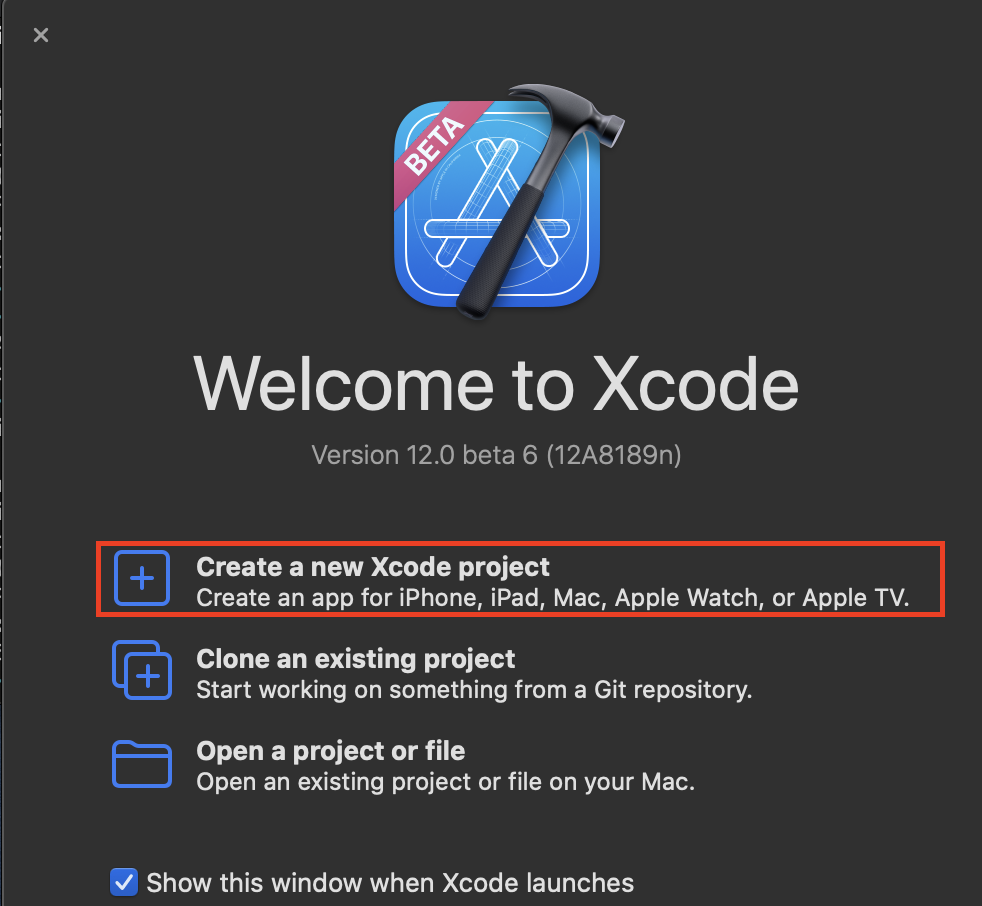 BETA
Welcome to Xcode
Version 12.0 beta 6 (12A8189n)
Create a new Xcode project
Create an app for iPhone, iPad, Mac, Apple Watch, or Apple TV.
Clone an existing project
Start working on something from a Git repository.
Open a project or file
Open an existing project or file on your Mac.
Show this window when Xcode launches